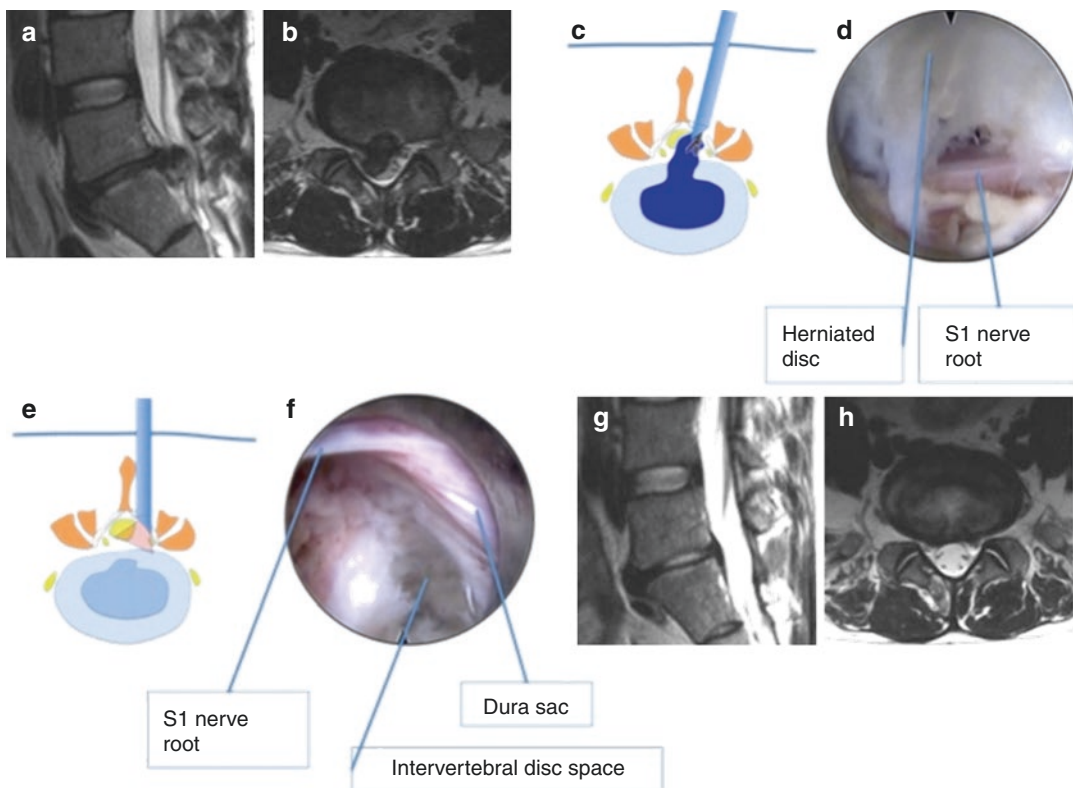 a
b
c
d
Herniated
disc
S1 nerve
root
e
f
g
h
S1 nerve
root
Dura sac
Intervertebral disc space